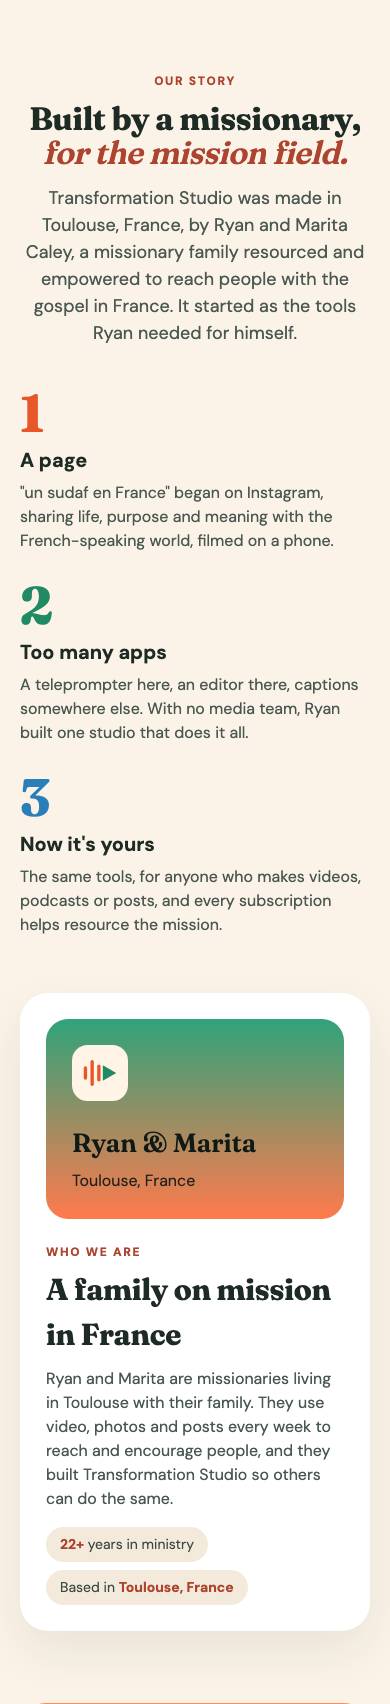 OUR STORY
Built by a missionary,
for the mission field.
Transformation Studio was made in
Toulouse, France, by Ryan and Marita
Caley, a missionary family resourced and
empowered to reach people with the
gospel in France. It started as the tools
Ryan needed for himself.
1
A page
"un sudaf en France" began on Instagram,
sharing life, purpose and meaning with the
French-speaking world, filmed on a phone.
2
Too many apps
A teleprompter here, an editor there, captions
somewhere else. With no media team, Ryan
built one studio that does it all.
3
Now it's yours
The same tools, for anyone who makes videos,
podcasts or posts, and every subscription
helps resource the mission.
Ryan & Marita
Toulouse, France
WHO WE ARE
A family on mission
in France
Ryan and Marita are missionaries living
in Toulouse with their family. They use
video, photos and posts every week to
reach and encourage people, and they
built Transformation Studio so others
can do the same.
22+ years in ministry
Based in Toulouse, France